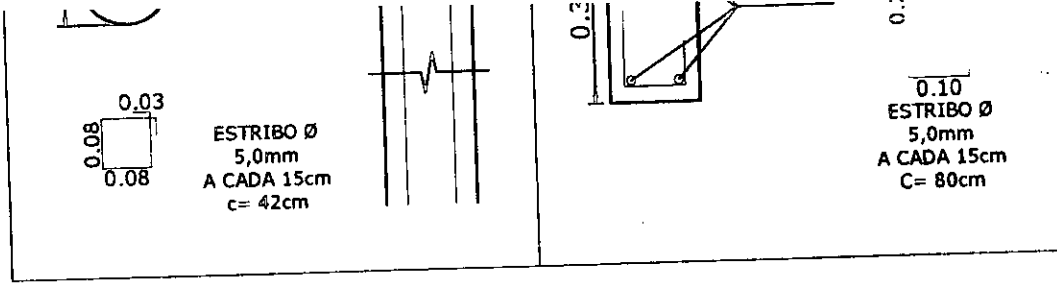 0.03
0.08
0.08
ESTRIBO Ø
5,0mm
A CADA 15cm
c= 42cm
0.10
ESTRIBO Ø
5,0mm
A CADA 15cm
C= 80cm